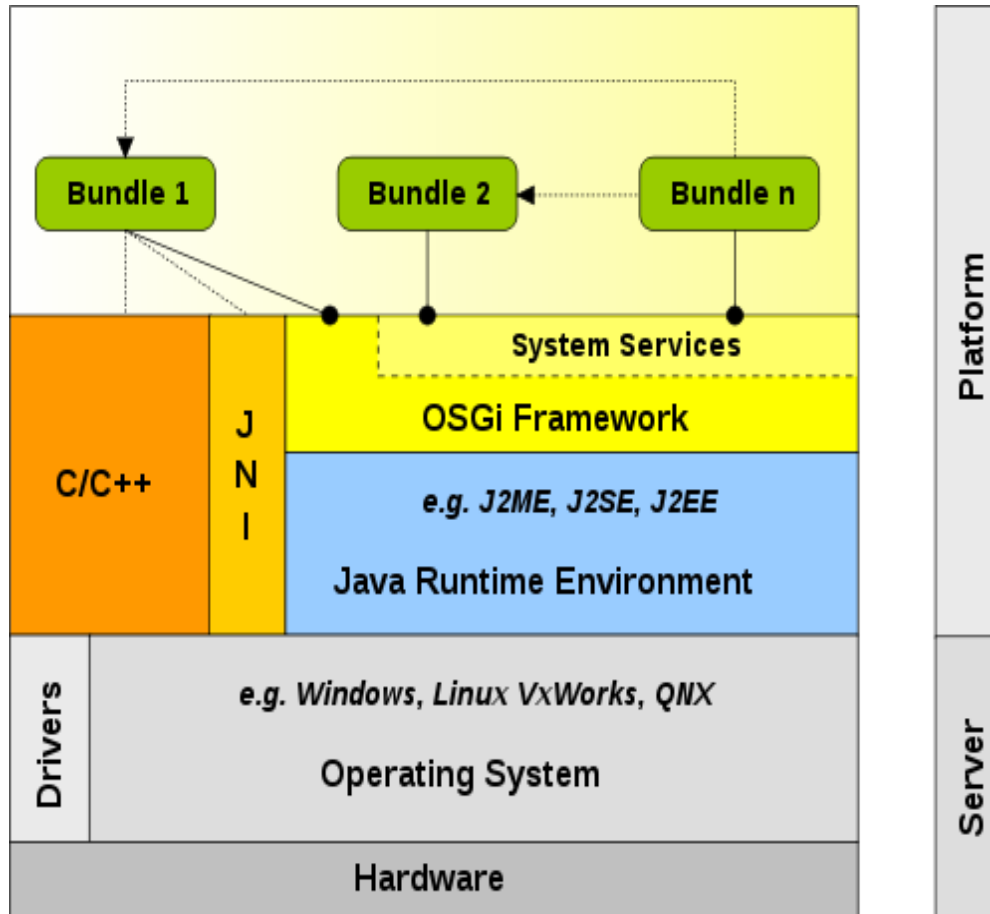 Bundle 1
Bundle 2
Bundle n
System Services
OSGi Framework
C/C++
J
N
I
e.g. J2ME, J2SE, J2EE
Java Runtime Environment
Drivers
e.g. Windows, Linux VxWorks, QNX
Operating System
Hardware
Platform
Server